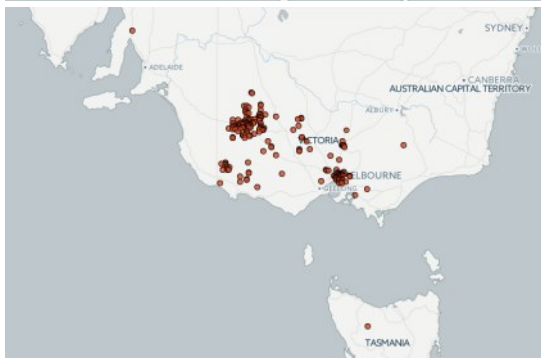 SYDNEY
ADELAIDE
CANBERRA
AUSTRALIAN CAPITAL TERRITORY
ALBURY
VICTORIA
MELBOURNE
GEELONG
TASMANIA